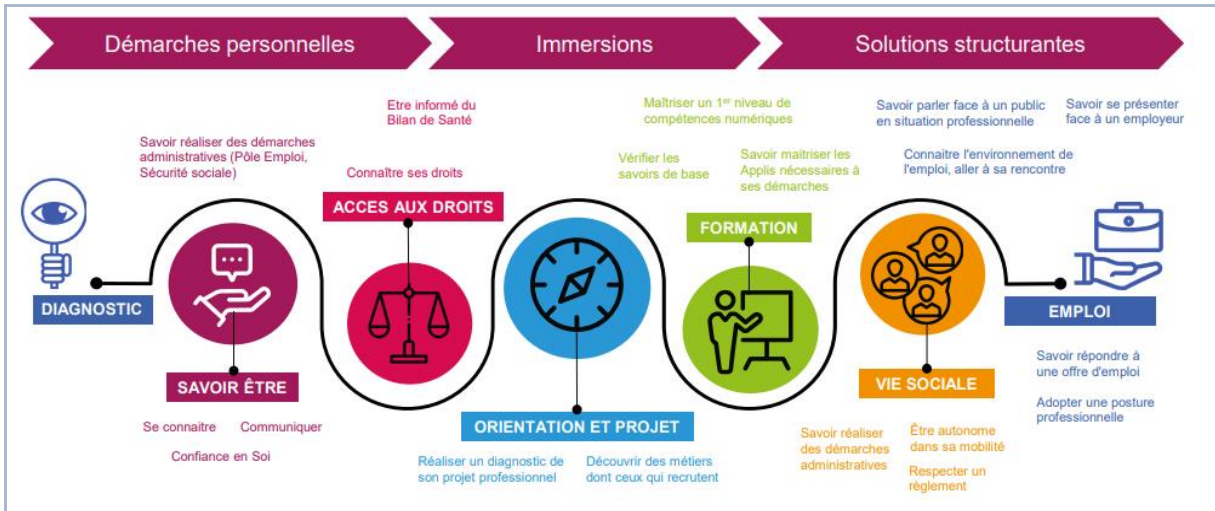 Démarches personnelles
Immersions
Solutions structurantes
Savoir réaliser des démarches
administratives (Pôle Emploi,
Sécurité sociale)
Etre informé du
Bilan de Santé
Connaître ses droits
Maîtriser un 1er niveau de
compétences numériques
Vérifier les
savoirs de base
Savoir maitriser les
Applis nécessaires à
ses démarches
Savoir parler face à un public
en situation professionnelle
Savoir se présenter
face à un employeur
Connaitre l'environnement de
l'emploi, aller à sa rencontre
DIAGNOSTIC
SAVOIR ÊTRE
Se connaitre
Communiquer
Confiance en Soi
ACCES AUX DROITS
ORIENTATION ET PROJET
Réaliser un diagnostic de
son projet professionnel
Découvrir des métiers
dont ceux qui recrutent
FORMATION
VIE SOCIALE
Savoir réaliser
des démarches
administratives
Être autonome
dans sa mobilité
Respecter un
règlement
EMPLOI
Savoir répondre à
une offre d'emploi
Adopter une posture
professionnelle